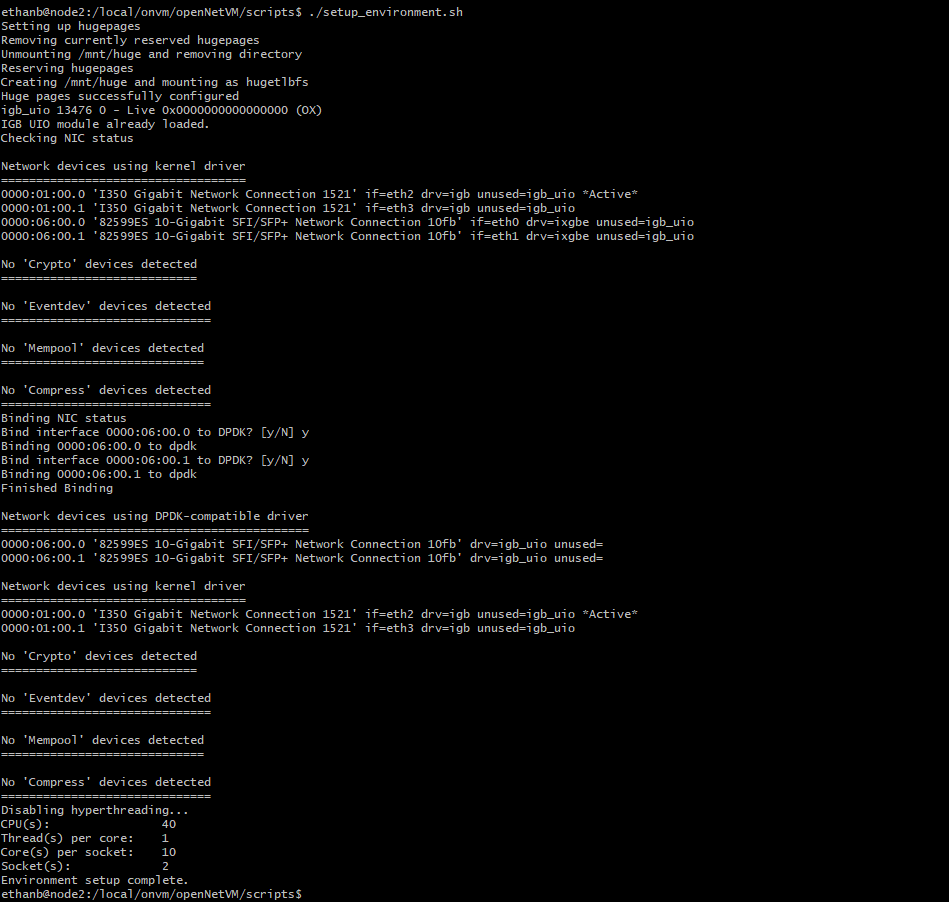 ethanb@node2:/local/onvm/openNetVM/scripts$ ./setup_environment.sh
Setting up hugepages
Removing currently reserved hugepages
Unmounting /mnt/huge and removing directory
Reserving hugepages
Creating /mnt/huge and mounting as hugetlbfs
Huge pages successfully configured
igb_uio 13476 0 - Live 0x0000000000000000 (OX)
IGB UIO module already loaded.
Checking NIC status

Network devices using kernel driver
===================================
0000:01:00.0 'I350 Gigabit Network Connection 1521' if=eth2 drv=igb unused=igb_uio *Active*
0000:01:00.1 'I350 Gigabit Network Connection 1521' if=eth3 drv=igb unused=igb_uio
0000:06:00.0 '82599ES 10-Gigabit SFI/SFP+ Network Connection 10fb' if=eth0 drv=ixgbe unused=igb_uio
0000:06:00.1 '82599ES 10-Gigabit SFI/SFP+ Network Connection 10fb' if=eth1 drv=ixgbe unused=igb_uio

No 'Crypto' devices detected
============================

No 'Eventdev' devices detected
==============================

No 'Mempool' devices detected
=============================

No 'Compress' devices detected
==============================
Binding NIC status
Bind interface 0000:06:00.0 to DPDK? [y/N] y
Binding 0000:06:00.0 to dpdk
Bind interface 0000:06:00.1 to DPDK? [y/N] y
Binding 0000:06:00.1 to dpdk
Finished Binding

Network devices using DPDK-compatible driver
============================================
0000:06:00.0 '82599ES 10-Gigabit SFI/SFP+ Network Connection 10fb' drv=igb_uio unused=
0000:06:00.1 '82599ES 10-Gigabit SFI/SFP+ Network Connection 10fb' drv=igb_uio unused=

Network devices using kernel driver
===================================
0000:01:00.0 'I350 Gigabit Network Connection 1521' if=eth2 drv=igb unused=igb_uio *Active*
0000:01:00.1 'I350 Gigabit Network Connection 1521' if=eth3 drv=igb unused=igb_uio

No 'Crypto' devices detected
============================

No 'Eventdev' devices detected
==============================

No 'Mempool' devices detected
=============================

No 'Compress' devices detected
==============================
Disabling hyperthreading...
CPU(s):                40
Thread(s) per core:    1
Core(s) per socket:    10
Socket(s):             2
Environment setup complete.
ethanb@node2:/local/onvm/openNetVM/scripts$